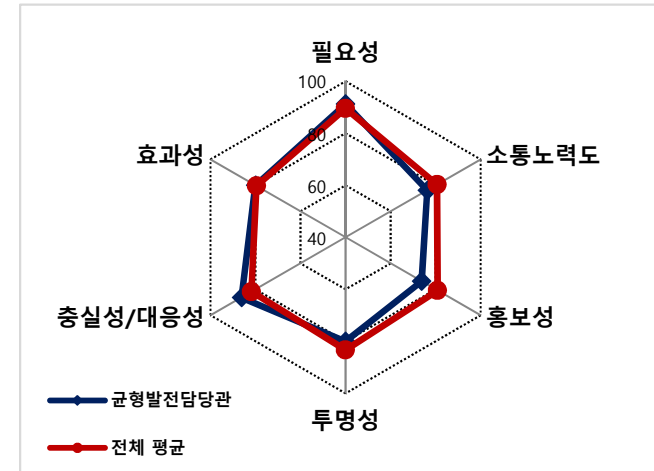 필요성
100
80
효과성
소통노력도
60
40
충실성/대응성
홍보성
균형발전담당관
투명성
전체 평균